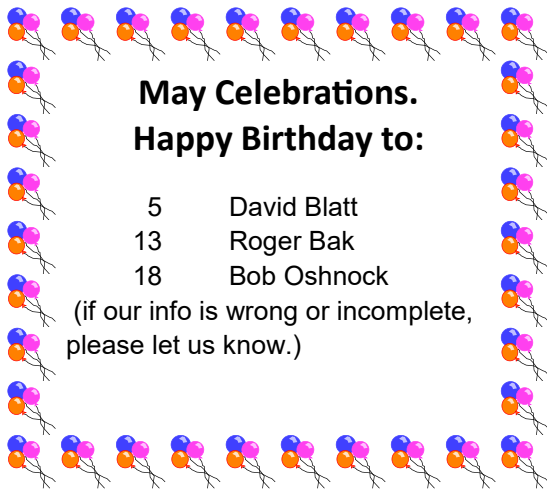 May Celebrations.
Happy Birthday to:
5 David Blatt
13 Roger Bak
18 Bob Oshnock
(if our info is wrong or incomplete,
please let us know.)